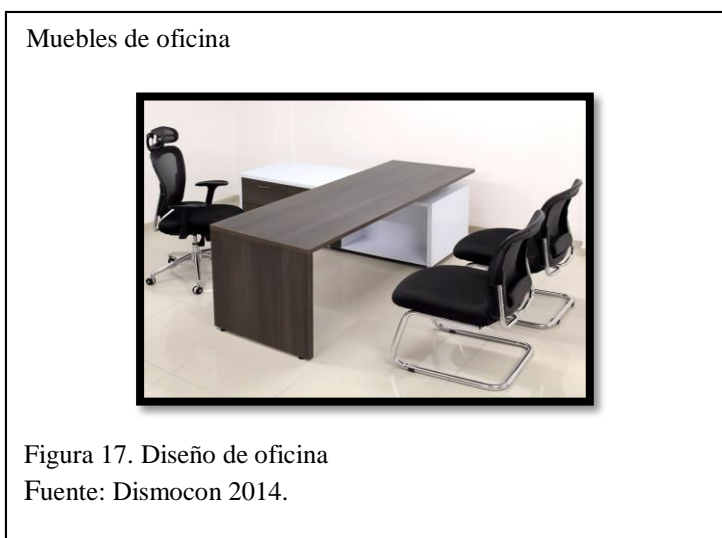 Muebles de oficina
Figura 17. Diseño de oficina
Fuente: Dismocon 2014.